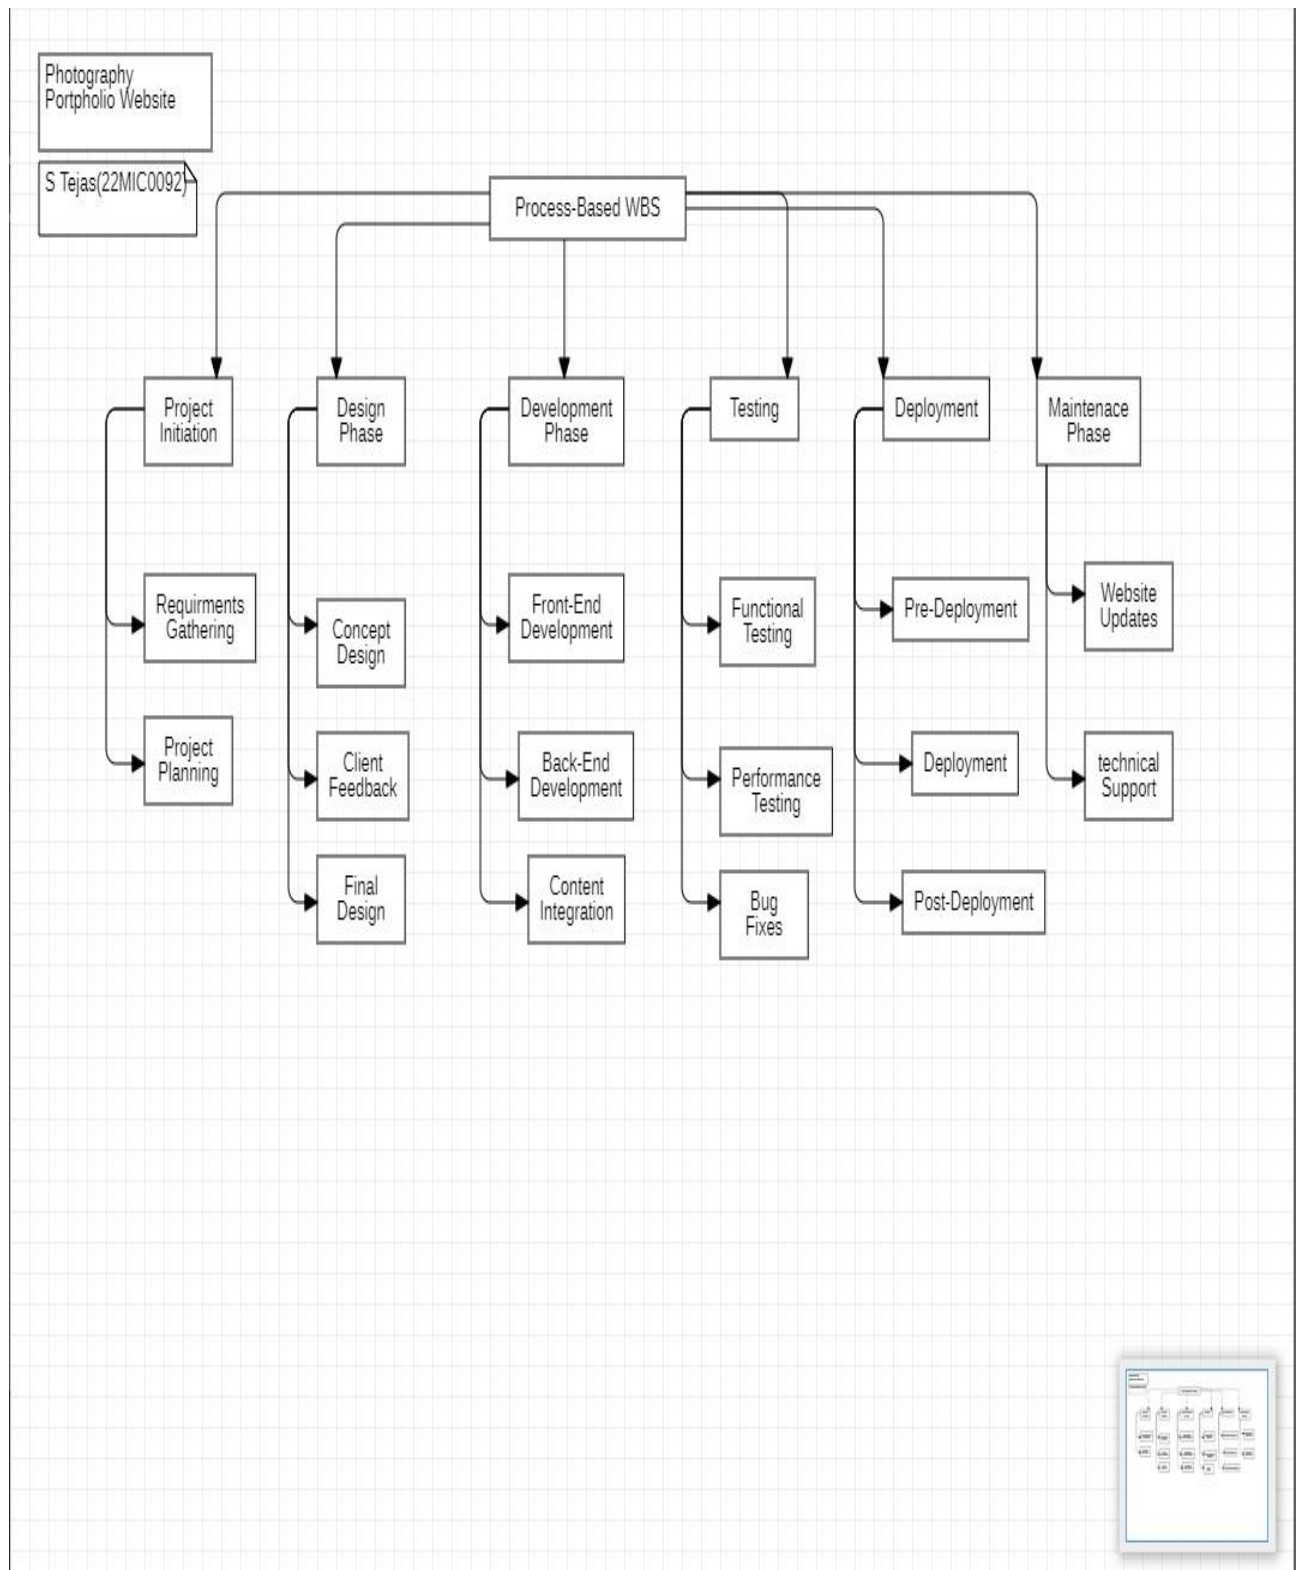 Photography
Portpholio Website
S Tejas(22MIC0092)
Process-Based WBS
Project
Initiation
Design
Phase
Development
Phase
Testing
Deployment
Maintenace
Phase
Requirments
Gathering
Concept
Design
Front-End
Development
Functional
Testing
Pre-Deployment
Website
Updates
Project
Planning
Client
Feedback
Back-End
Development
Performance
Testing
Deployment
technical
Support
Final
Design
Content
Integration
Bug
Fixes
Post-Deployment